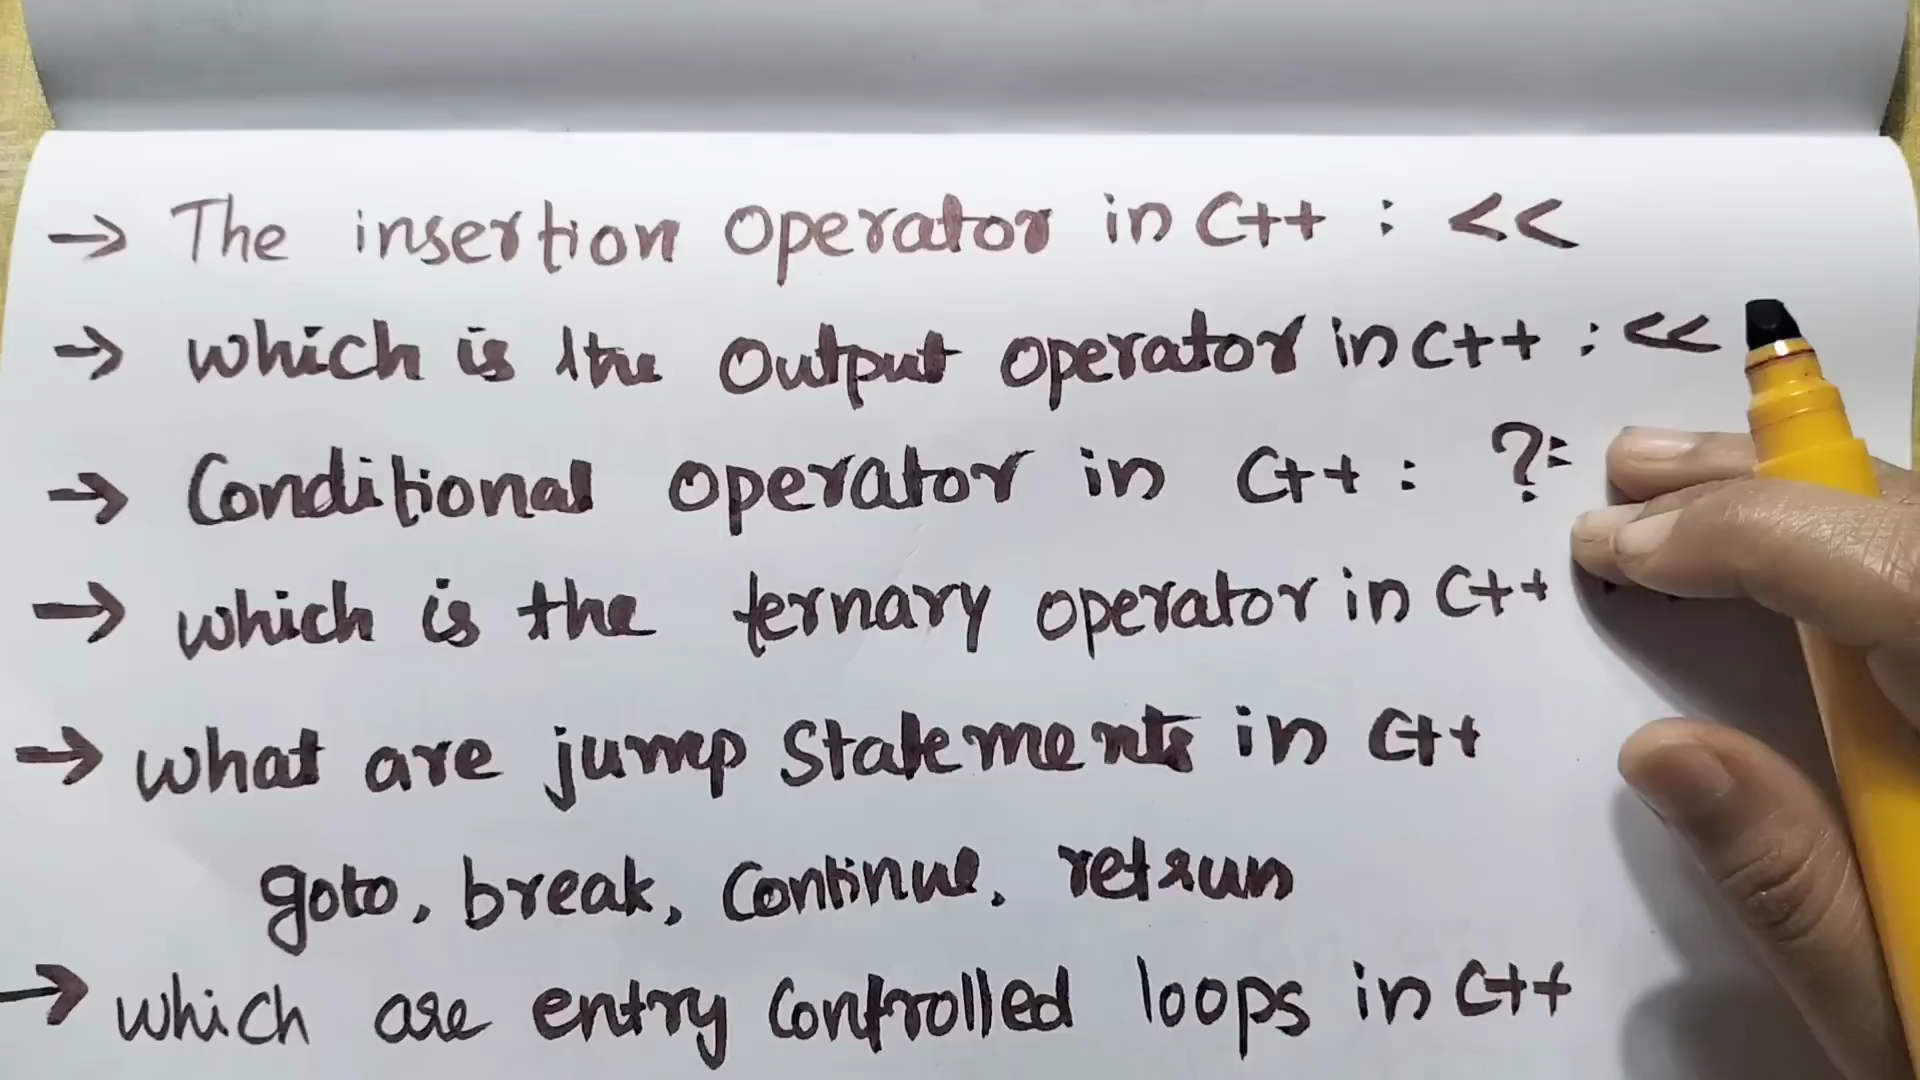 → The insertion operator in C++ : <<
→ which is the output operator in C++ : <<
→ Conditional operator in C++ : ?:
→ which is the ternary operator in C++
→ what are jump statements in C++
goto, break, continue, retrun
→ which are entry controlled loops in C++